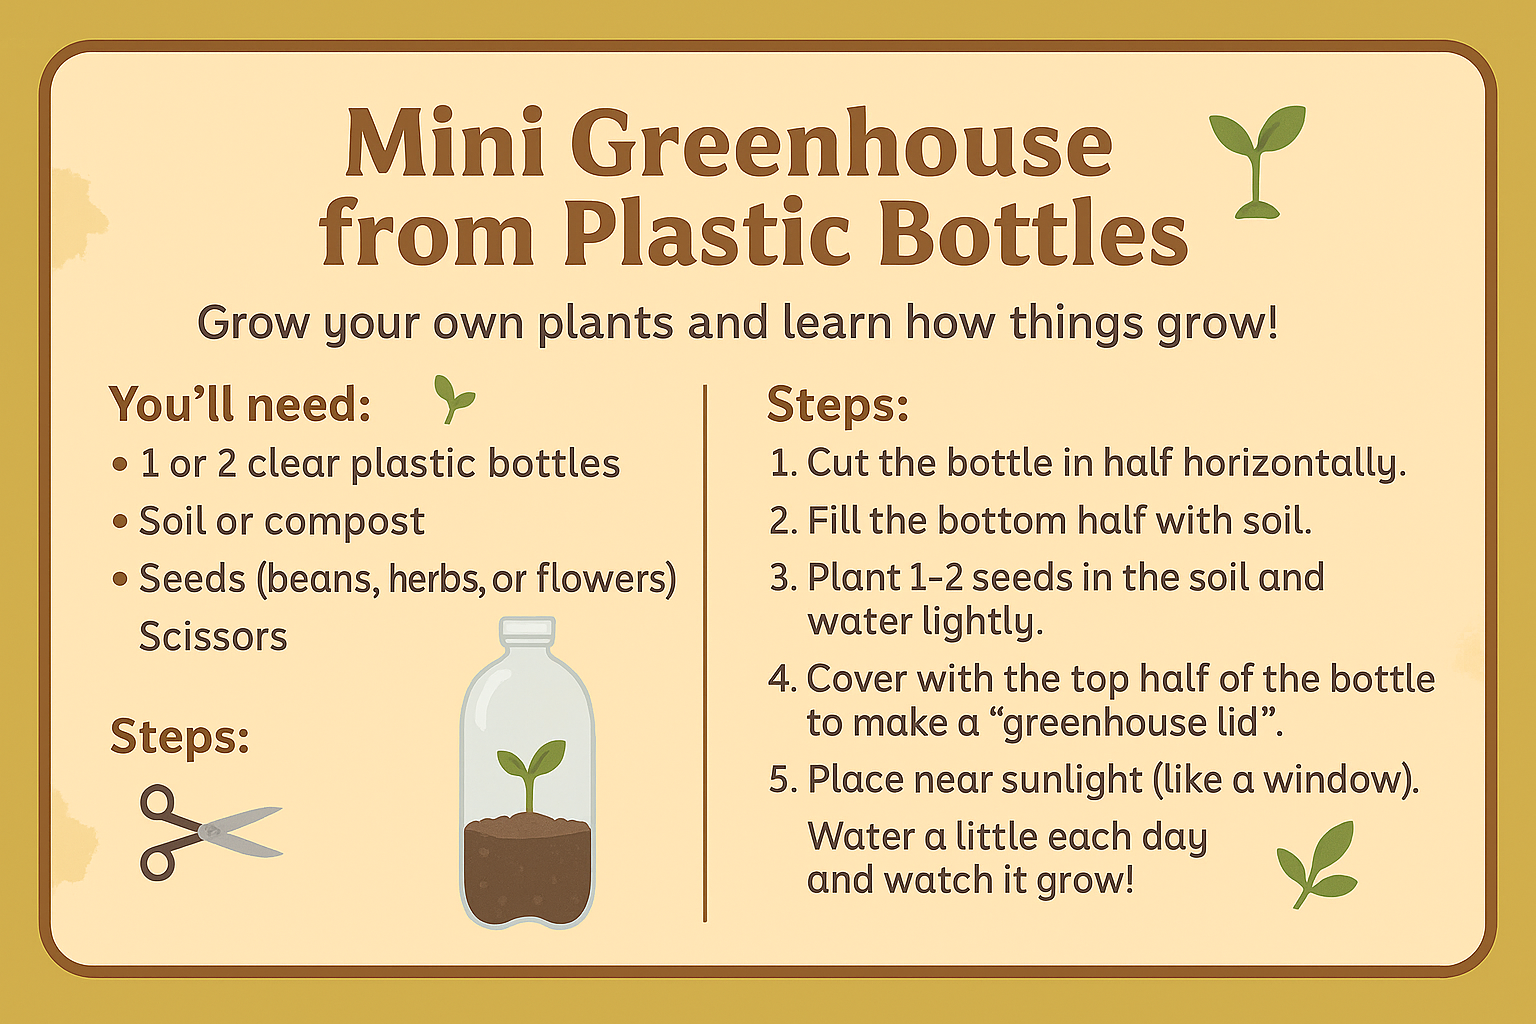 Mini Greenhouse
from Plastic Bottles
Grow your own plants and learn how things grow!
You'll need:
• 1 or 2 clear plastic bottles
• Soil or compost
• Seeds (beans, herbs, or flowers)
Scissors
Steps:
Steps:
1. Cut the bottle in half horizontally.
2. Fill the bottom half with soil.
3. Plant 1-2 seeds in the soil and
water lightly.
4. Cover with the top half of the bottle
to make a “greenhouse lid”.
5. Place near sunlight (like a window).
Water a little each day
and watch it grow!